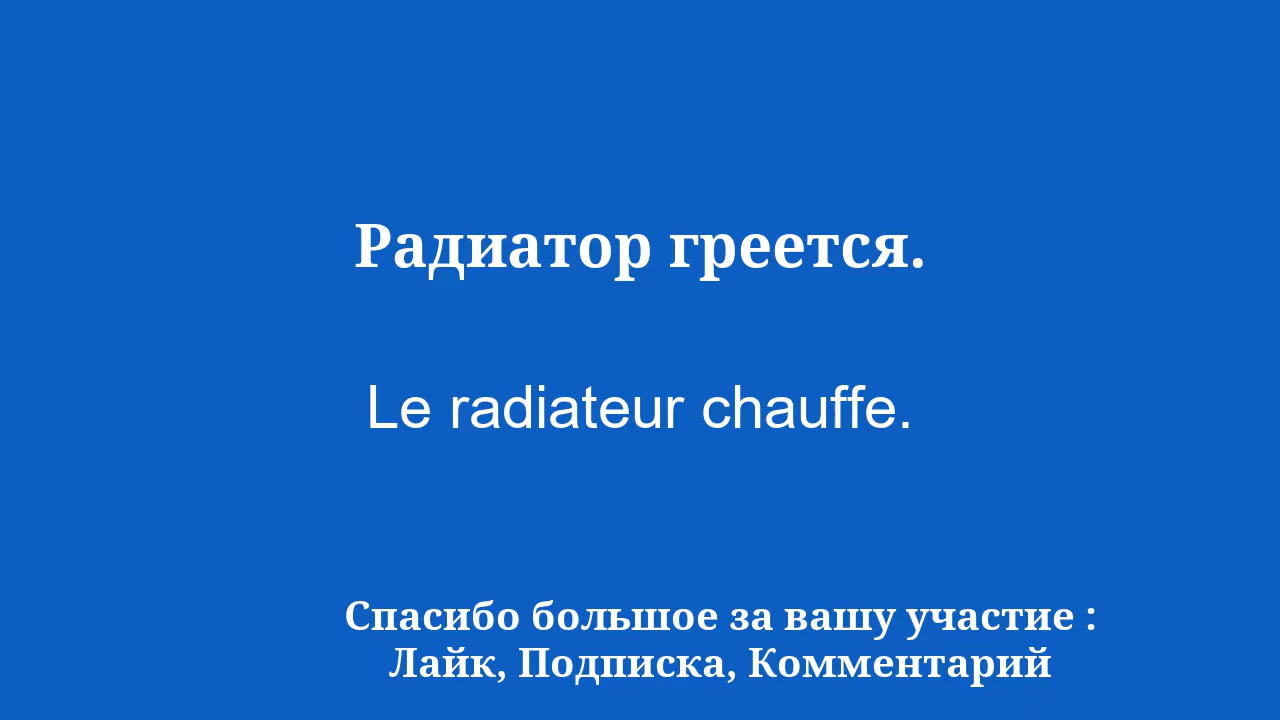 Радиатор греется.
Le radiateur chauffe.
Спасибо большое за вашу участие :
Лайк, Подписка, Комментарий